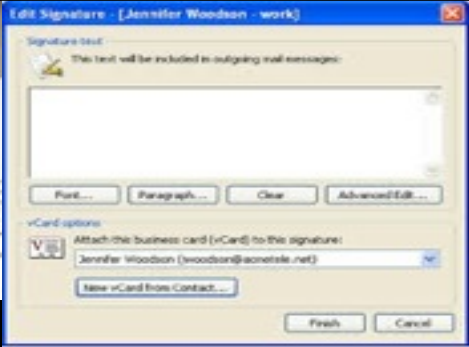 Edit Signature - [Jennifer Woodson - work]
Signature text
This text will be included in outgoing mail messages:
Font... Paragraph... Clear Advanced Edit...
vCard options
Attach this business card (vCard) to this signature:
Jennifer Woodson (woodson@acnetele.net)
New vCard from Contact...
Finish Cancel